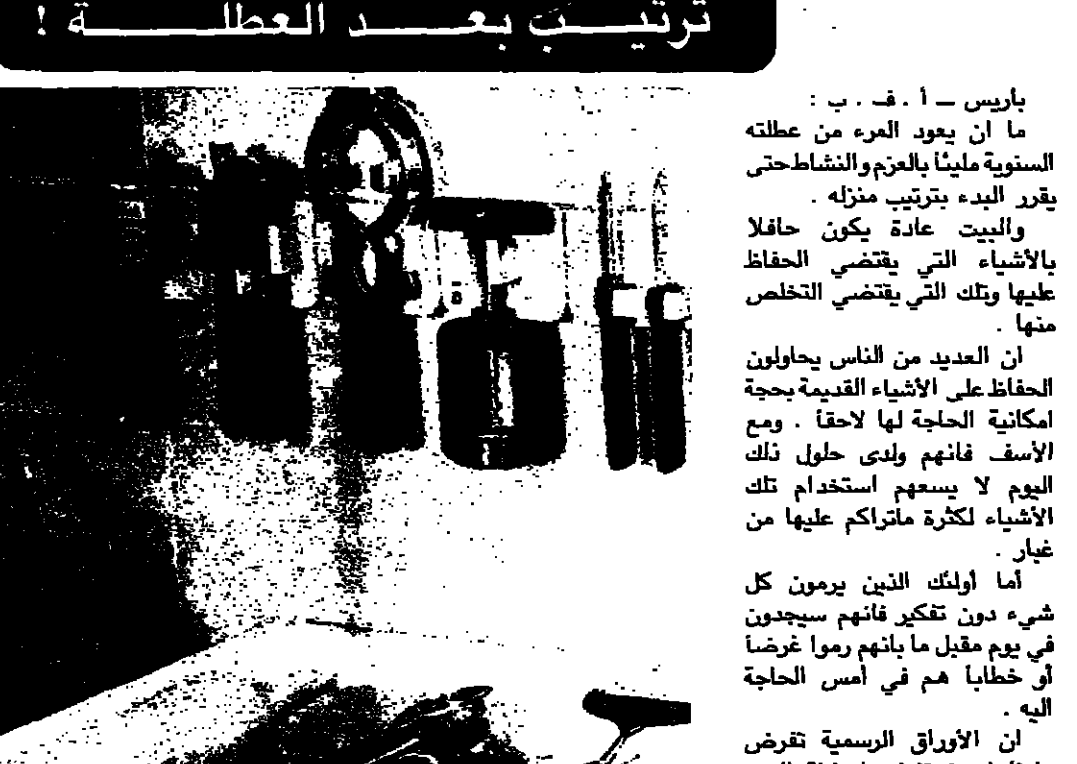 ترتيب بعد العطلة !
باريس ــ أ . ف . ب :
ما ان يعود المرء من عطلته
السنوية مليئاً بالعزم والنشاط حتى
يقرر البدء بترتيب منزله .
والبيت عادة يكون حافلا
بالأشياء التي يقتضي الحفاظ
عليها وتلك التي يقتضي التخلص
منها .
ان العديد من الناس يحاولون
الحفاظ على الأشياء القديمة بحجة
امكانية الحاجة لها لاحقاً . ومع
الأسف فانهم ولدى حلول ذلك
اليوم لا يسعهم استخدام تلك
الأشياء لكثرة ماتراكم عليها من
غبار .
أما أولئك الذين يرمون كل
شيء دون تفكير فانهم سيجدون
في يوم مقبل ما بانهم رموا غرضاً
أو خطاباً هم في أمس الحاجة
اليه .
ان الأوراق الرسمية تفرض